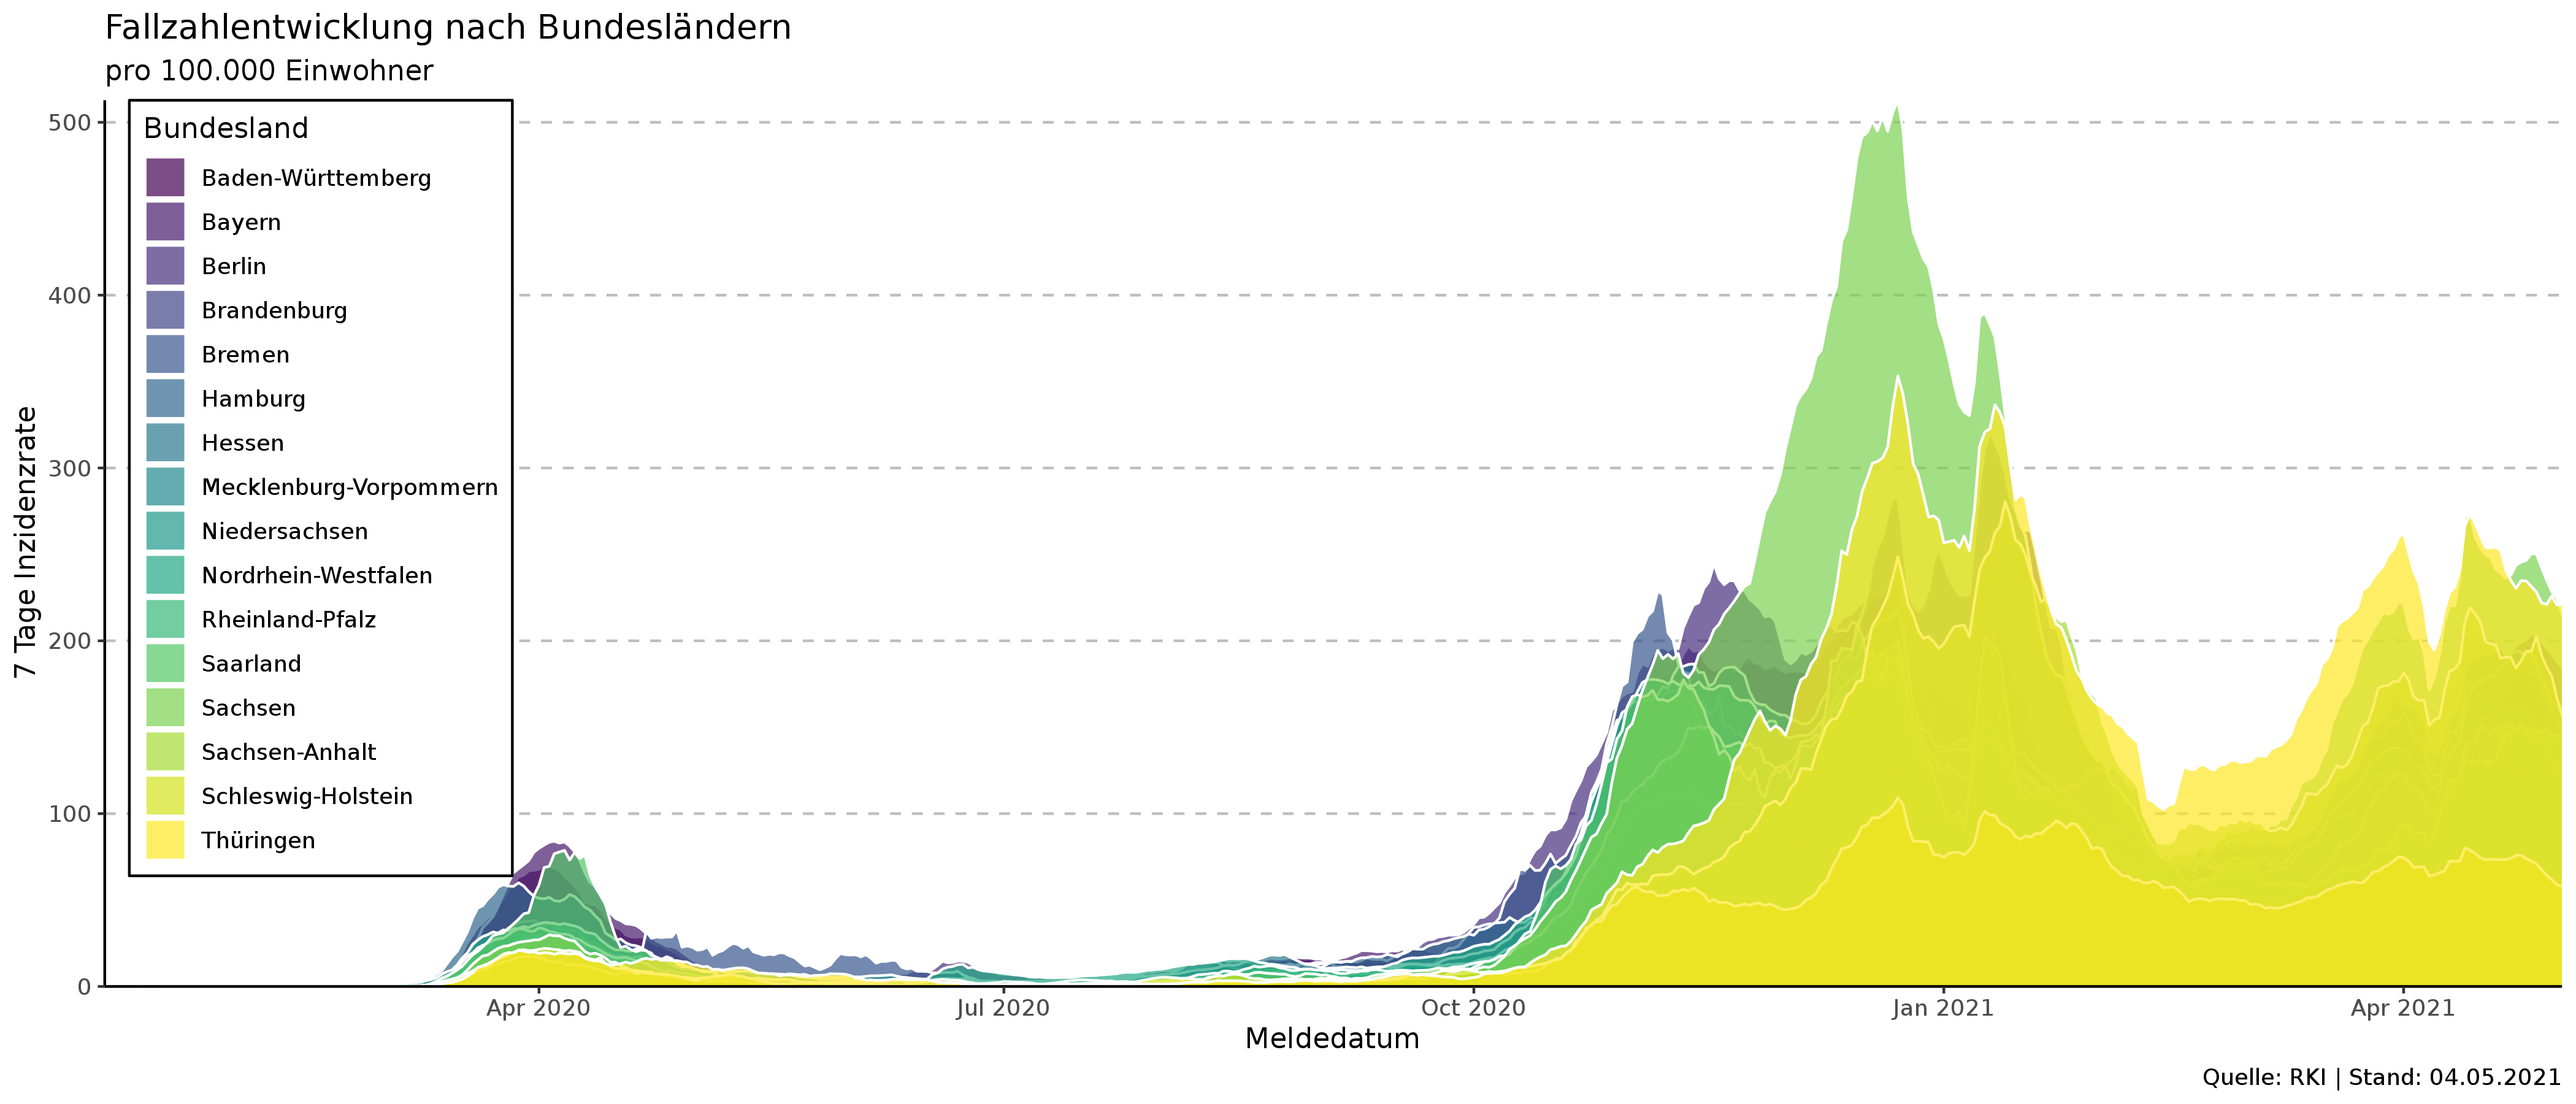 Fallzahlentwicklung nach Bundesländern
pro 100.000 Einwohner
Bundesland
Baden-Württemberg
Bayern
Berlin
Brandenburg
Bremen
Hamburg
Hessen
Mecklenburg-Vorpommern
Niedersachsen
Nordrhein-Westfalen
Rheinland-Pfalz
Saarland
Sachsen
Sachsen-Anhalt
Schleswig-Holstein
Thüringen
7 Tage Inzidenzrate
500
400
300
200
100
0
Apr 2020
Jul 2020
Oct 2020
Jan 2021
Apr 2021
Meldedatum
Quelle: RKI | Stand: 04.05.2021